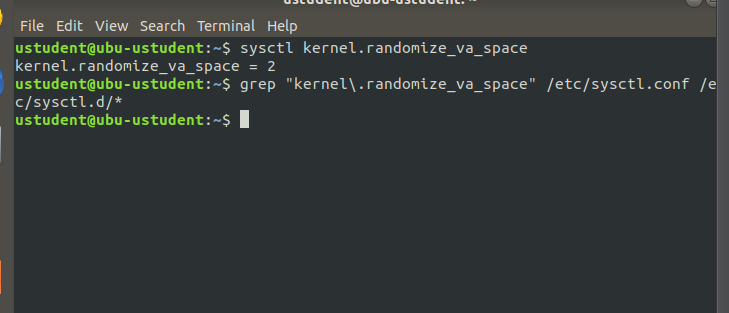 ustudent@ubu-ustudent: ~
File Edit View Search Terminal Help
ustudent@ubu-ustudent:~$ sysctl kernel.randomize_va_space
kernel.randomize_va_space = 2
ustudent@ubu-ustudent:~$ grep "kernel\.randomize_va_space" /etc/sysctl.conf /e
c/sysctl.d/*
ustudent@ubu-ustudent:~$